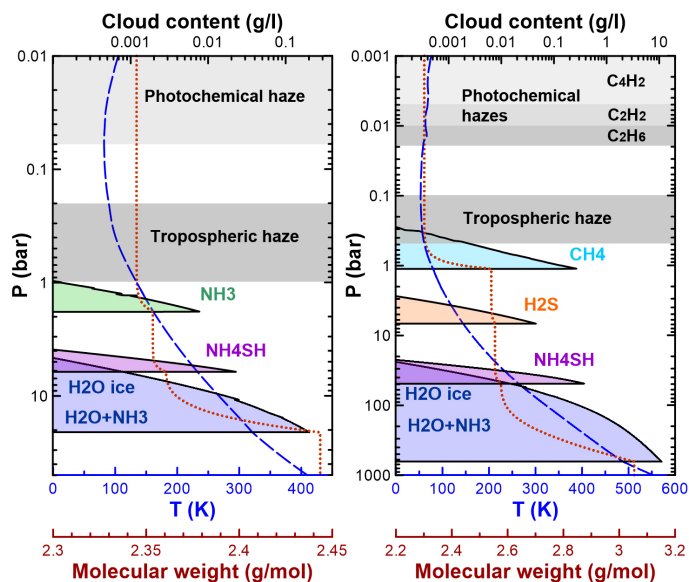 Cloud content (g/l)
0.001 0.01 0.1
0.01
0.1
1
10
P (bar)
Photochemical haze
Tropospheric haze
NH3
NH4SH
H2O ice
H2O+NH3
0 100 200 300 400
T (K)
2.3 2.35 2.4 2.45
Molecular weight (g/mol)
Cloud content (g/l)
0.001 0.01 0.1 1 10
0.001
0.01
0.1
1
10
100
1000
P (bar)
C4H2
Photochemical
hazes
C2H2
C2H6
Tropospheric haze
CH4
H2S
NH4SH
H2O ice
H2O+NH3
0 100 200 300 400 500 600
T (K)
2.2 2.4 2.6 2.8 3 3.2
Molecular weight (g/mol)